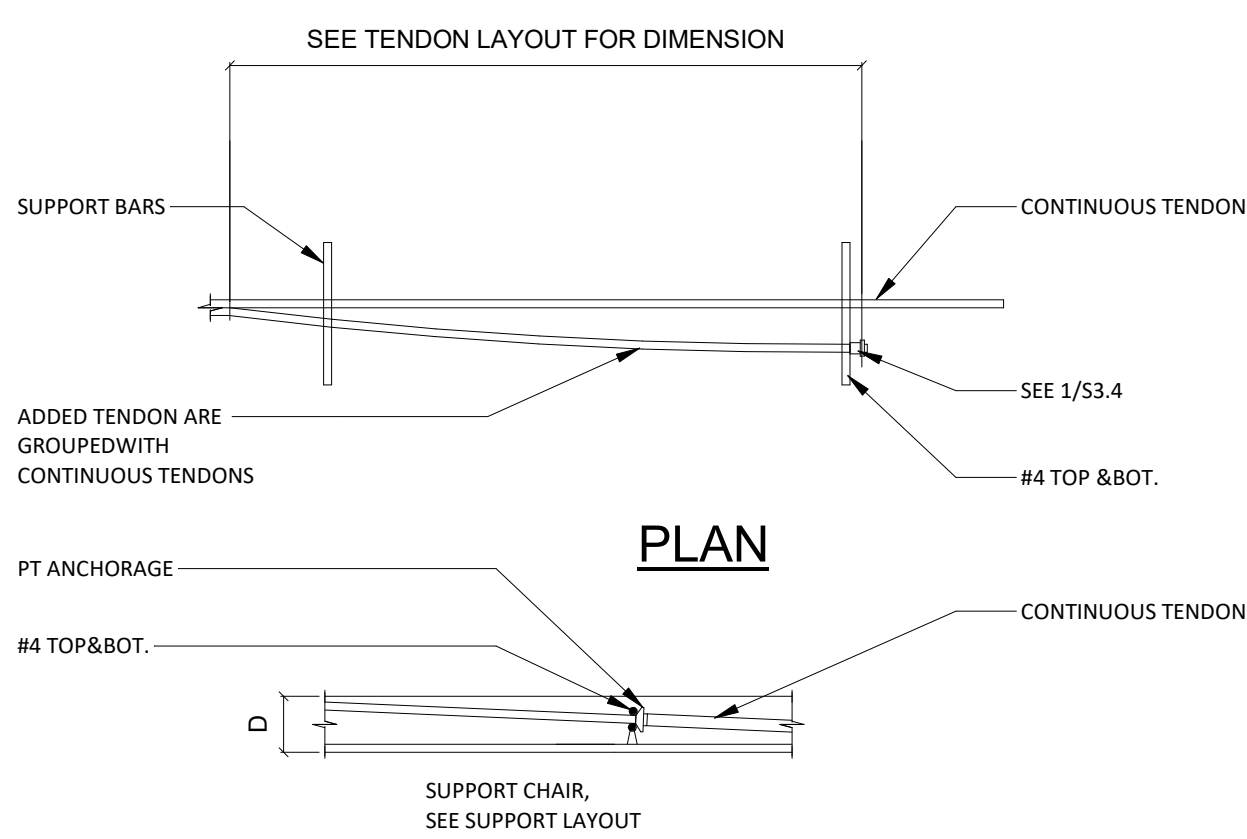 SEE TENDON LAYOUT FOR DIMENSION
SUPPORT BARS
CONTINUOUS TENDON
SEE 1/S3.4
ADDED TENDON ARE
GROUPEDWITH
CONTINUOUS TENDONS
#4 TOP &BOT.
PLAN
PT ANCHORAGE
CONTINUOUS TENDON
#4 TOP&BOT.
D
SUPPORT CHAIR,
SEE SUPPORT LAYOUT